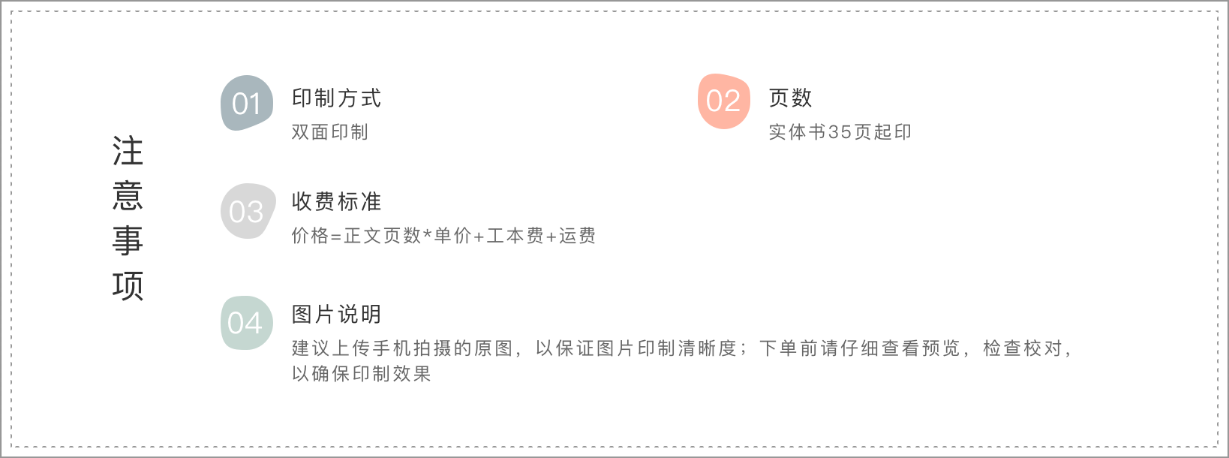 注意事项
01
印制方式
双面印制
02
页数
实体书35页起印
03
收费标准
价格=正文页数*单价+工本费+运费
04
图片说明
建议上传手机拍摄的原图，以保证图片印制清晰度；下单前请仔细查看预览，检查校对，
以确保印制效果